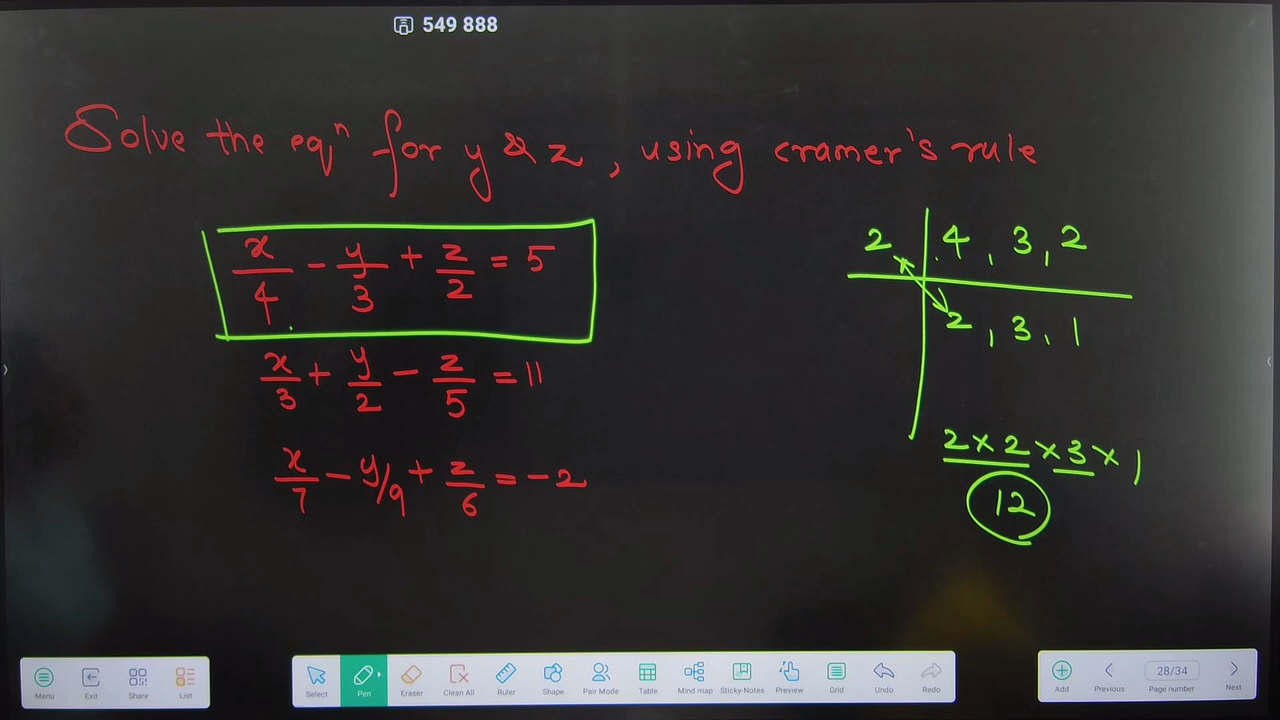 549 888
Solve the eqⁿ for y & z, using cramer's rule
x/4 - y/3 + z/2 = 5
x/3 + y/2 - z/5 = 11
x/7 - y/9 + z/6 = -2
2 | 4, 3, 2
2, 3, 1
2 × 2 × 3 × 1
12
Menu Exit Share List
Select Pen Eraser Clean All Ruler Shape Pair Mode Table Mind map Sticky-Notes Preview Grid Undo Redo
Add Previous 28/34 Page number Next